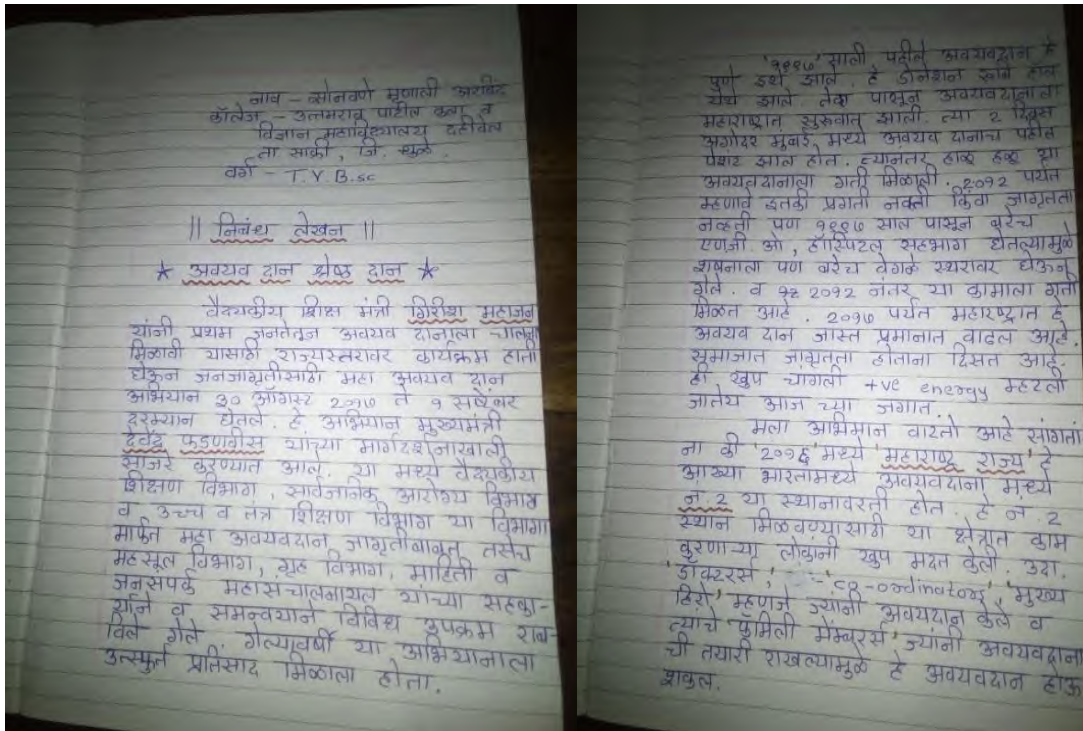 नाव - सोनवणे मृणाली अरविंद
कॉलेज - उत्तमराव पाटील कला व
विज्ञान महाविद्यालय दहीवेल
ता साक्री, जि. धुळे.
वर्ग - T.Y.B.sc
|| निबंध लेखन ||
★ अवयव दान श्रेष्ठ दान ★
वैदयकीय शिक्ष मंत्री गिरीश महाजन
यांनी प्रथम जनतेतून अवयव दानाला चालना
मिळावी यासाठी राज्यस्तरावर कार्यक्रम हाती
घेऊन जनजागृतीसाठी महा अवयव दान
अभियान ३० ऑगस्ट २०१७ ते १ सप्टेंबर
दरम्यान घेतले. हे अभियान मुख्यमंत्री
देवेंद्र फडणवीस यांच्या मार्गदर्शनाखाली
साजरे करण्यात आले. या मध्ये वैदयकीय
शिक्षण विभाग, सार्वजनिक आरोग्य विभाग
व उच्च व तंत्र शिक्षण विभाग या विभागा
मार्फत महा अवयवदान जागृतीबाबत तसेच
महसूल विभाग, गृह विभाग, माहिती व
जनसंपर्क महासंचालनायल यांच्या सहका-
र्याने व समन्वयाने विविध उपक्रम राब-
विले गेले. गेल्यावर्षी या अभियानाला
उत्स्फूर्त प्रतिसाद मिळाला होता.
'१९९७' साली पहीले अवयवदान हे
पुणे इथे झाले. हे डोनेशन रूबी हॉल
येथे झाले. तेव्हा पासून अवयवदानाला
महाराष्ट्रात सुरुवात झाली. त्या २ दिवस
अगोदर मुंबई मध्ये अवयव दानाच पहील
पेशंट झाल होत. त्यानंतर हळू हळू या
अवयवदानाला गती मिळाली. २०१२ पर्यंत
म्हणावे इतकी प्रगती नव्हती किंवा जागृतता
नव्हती पण १९९७ साल पासून बरेच
एणजी. ओ, हॉस्पिटल सहभाग घेतल्यामुळे
शासनाला पण बरेच वेगळे स्थरावर घेऊन
गेले. व २०१२ नंतर या कामाला गती
मिळत आहे. २०१७ पर्यंत महाराष्ट्रात हे
अवयव दान जास्त प्रमानात वाढल आहे.
समाजात जागृतता होताना दिसत आहे.
ही खुप चांगली +ve energy म्हटली
जातेय आज च्या जगात.
मला अभिमान वाटतो आहे सांगता
ना की '२०१६' मध्ये 'महाराष्ट्र राज्य' हे
आख्या भारतामध्ये अवयवदाना मध्ये
नं. २ या स्थानावरती होत. हे नं. २
स्थान मिळवण्यासाठी या क्षेत्रात काम
करणाऱ्या लोकांनी खुप मदत केली. उदा.
'डॉक्टरर्स', 'co-ordinators', 'मुख्य
हिरो' म्हणजे ज्यांनी अवयदान केले व
त्याचे 'फॅमिली मेंम्बरर्स' ज्यांनी अवयवदाना
ची तयारी राखल्यामुळे हे अवयवदान होऊ
शकल.